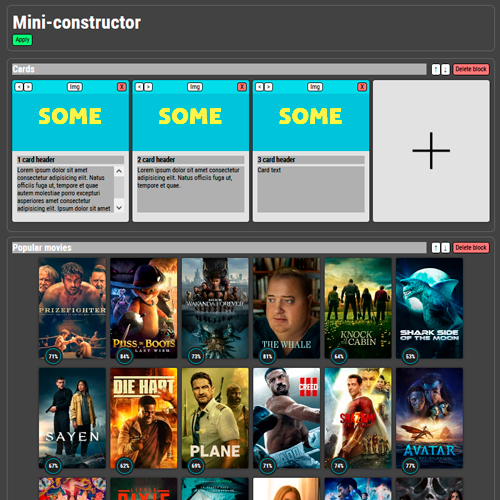 Mini-constructor
Apply
Cards
↑ ↓ Delete block
< > Img X
< > Img X
< > Img X
SOME
SOME
SOME
1 card header
2 card header
3 card header
Lorem ipsum dolor sit amet
consectetur adipisicing elit. Natus
officiis fuga ut, tempore et quae
autem molestiae porro excepturi
asperiores amet consectetur
adipisicing elit. Ipsum dolor sit amet
Lorem ipsum dolor sit amet
consectetur adipisicing elit. Natus
officiis fuga ut, tempore et quae.
Card text
Popular movies
↑ ↓ Delete block
PRIZEFIGHTER
PUSS IN BOOTS
LAST WISH
WAKANDA FOREVER
THE WHALE
KNOCK AT THE CABIN
SHARK SIDE
OF THE MOON
71%
84%
73%
81%
64%
53%
SAYEN
DIE HART
PLANE
CREED
III
SHAZAM!
AVATAR
67%
62%
69%
71%
74%
77%